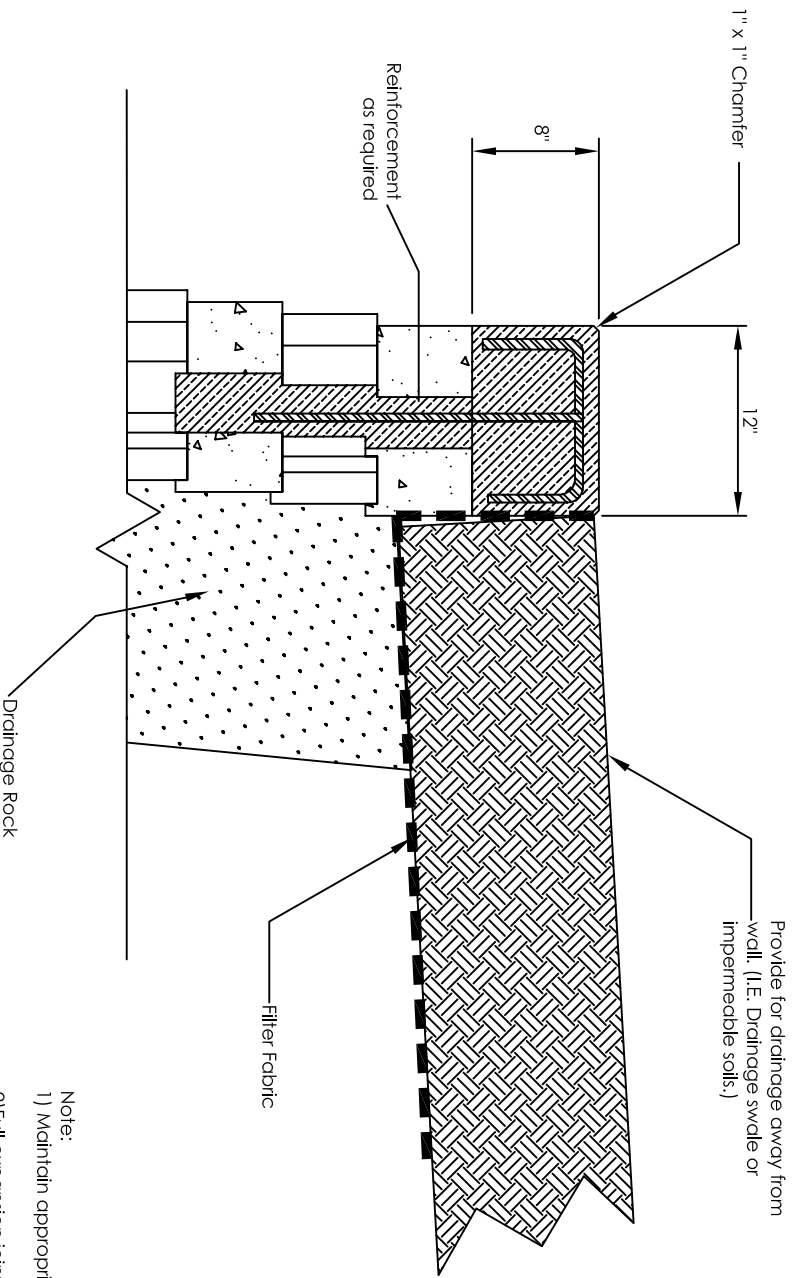 1" x 1" Chamfer
8"
12"
Reinforcement
as required
Provide for drainage away from
wall. (I.E. Drainage swale or
impermeable soils.)
Filter Fabric
Drainage Rock
Note:
1) Maintain